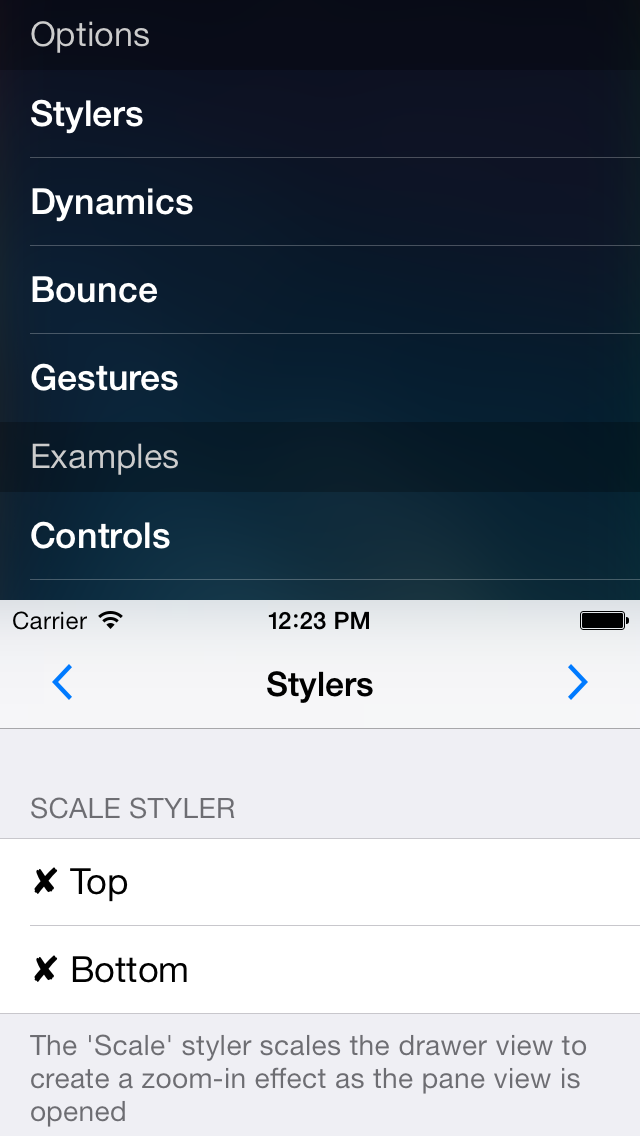 Options
Stylers
Dynamics
Bounce
Gestures
Examples
Controls
Carrier 12:23 PM
Stylers
SCALE STYLER
✘ Top
✘ Bottom
The 'Scale' styler scales the drawer view to
create a zoom-in effect as the pane view is
opened